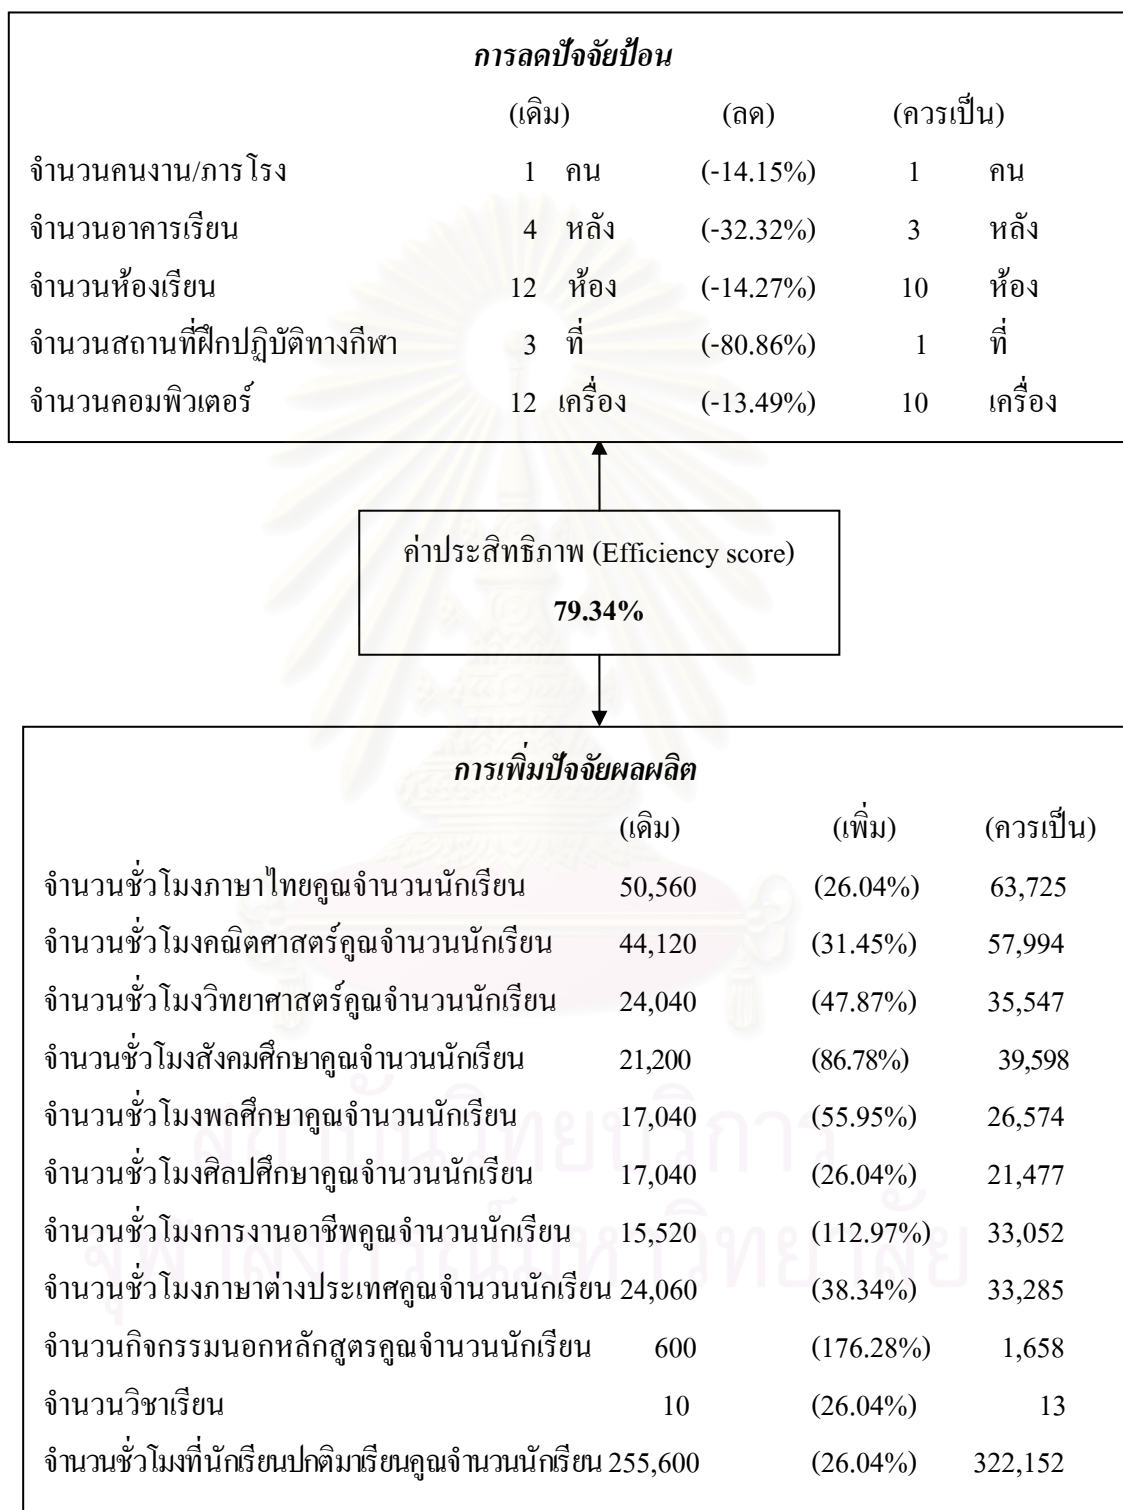 การลดปัจจัยป้อน
(เดิม) (ลด) (ควรเป็น)
จำนวนคนงาน/ภารโรง 1 คน (-14.15%) 1 คน
จำนวนอาคารเรียน 4 หลัง (-32.32%) 3 หลัง
จำนวนห้องเรียน 12 ห้อง (-14.27%) 10 ห้อง
จำนวนสถานที่ฝึกปฏิบัติทางกีฬา 3 ที่ (-80.86%) 1 ที่
จำนวนคอมพิวเตอร์ 12 เครื่อง (-13.49%) 10 เครื่อง
ค่าประสิทธิภาพ (Efficiency score)
79.34%
การเพิ่มปัจจัยผลผลิต
(เดิม) (เพิ่ม) (ควรเป็น)
จำนวนชั่วโมงภาษาไทยคูณจำนวนนักเรียน 50,560 (26.04%) 63,725
จำนวนชั่วโมงคณิตศาสตร์คูณจำนวนนักเรียน 44,120 (31.45%) 57,994
จำนวนชั่วโมงวิทยาศาสตร์คูณจำนวนนักเรียน 24,040 (47.87%) 35,547
จำนวนชั่วโมงสังคมศึกษาคูณจำนวนนักเรียน 21,200 (86.78%) 39,598
จำนวนชั่วโมงพลศึกษาคูณจำนวนนักเรียน 17,040 (55.95%) 26,574
จำนวนชั่วโมงศิลปศึกษาคูณจำนวนนักเรียน 17,040 (26.04%) 21,477
จำนวนชั่วโมงการงานอาชีพคูณจำนวนนักเรียน 15,520 (112.97%) 33,052
จำนวนชั่วโมงภาษาต่างประเทศคูณจำนวนนักเรียน 24,060 (38.34%) 33,285
จำนวนกิจกรรมนอกหลักสูตรคูณจำนวนนักเรียน 600 (176.28%) 1,658
จำนวนวิชาเรียน 10 (26.04%) 13
จำนวนชั่วโมงที่นักเรียนปกติมาเรียนคูณจำนวนนักเรียน 255,600 (26.04%) 322,152
สถาบันวิทยบริการ
จุฬาลงกรณ์มหาวิทยาลัย